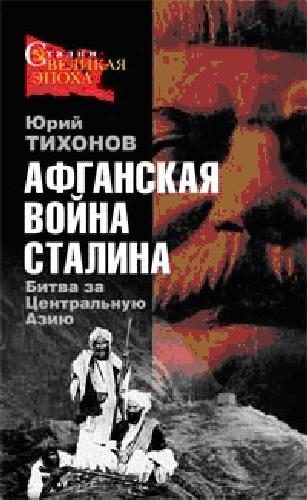 Сталин
ВЕЛИКАЯ
ЭПОХА
Юрий
ТИХОНОВ
АФГАНСКАЯ
ВОЙНА
СТАЛИНА
Битва за
Центральную
Азию